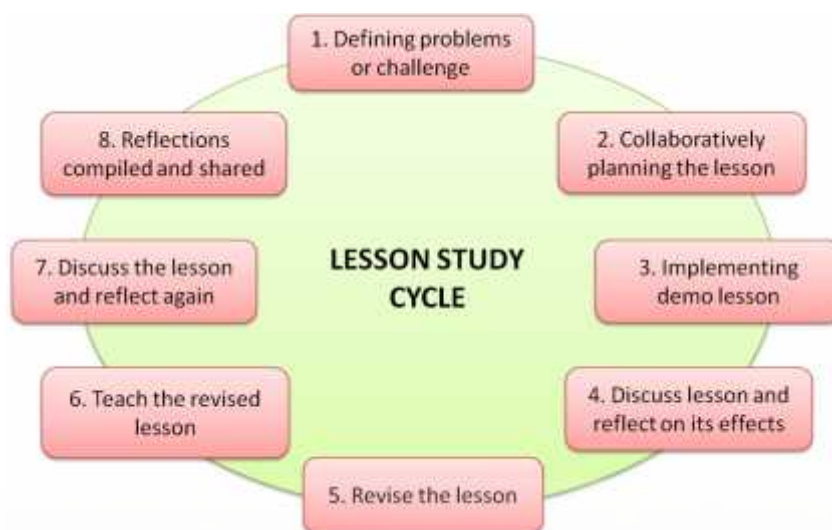 1. Defining problems
or challenge
2. Collaboratively
planning the lesson
3. Implementing
demo lesson
4. Discuss lesson and
reflect on its effects
5. Revise the lesson
6. Teach the revised
lesson
7. Discuss the lesson
and reflect again
8. Reflections
compiled and shared
LESSON STUDY
CYCLE